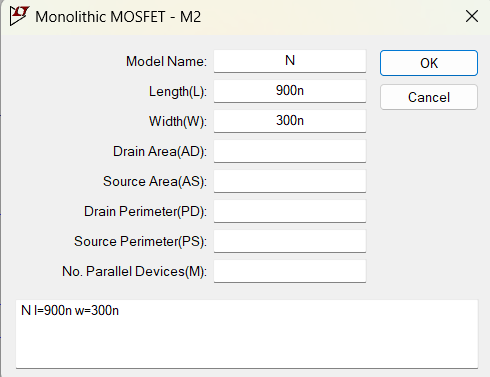 Monolithic MOSFET - M2
Model Name: N
OK
Length(L): 900n
Cancel
Width(W): 300n
Drain Area(AD):
Source Area(AS):
Drain Perimeter(PD):
Source Perimeter(PS):
No. Parallel Devices(M):
N l=900n w=300n